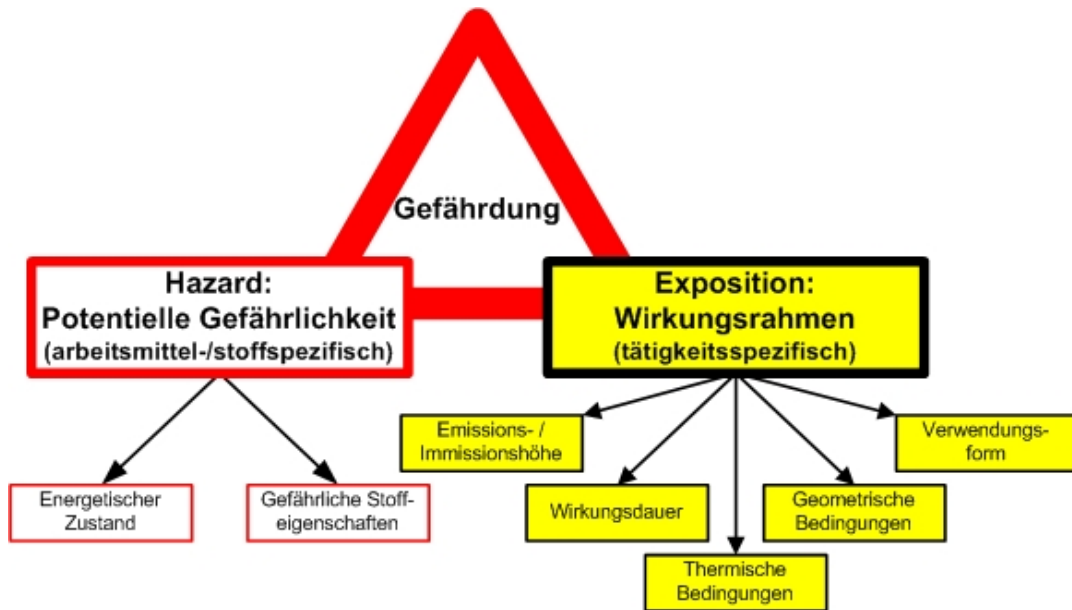 Gefährdung
Hazard:
Potentielle Gefährlichkeit
(arbeitsmittel-/stoffspezifisch)
Exposition:
Wirkungsrahmen
(tätigkeitsspezifisch)
Energetischer
Zustand
Gefährliche Stoff-
eigenschaften
Emissions- /
Immissionshöhe
Wirkungsdauer
Thermische
Bedingungen
Geometrische
Bedingungen
Verwendungs-
form